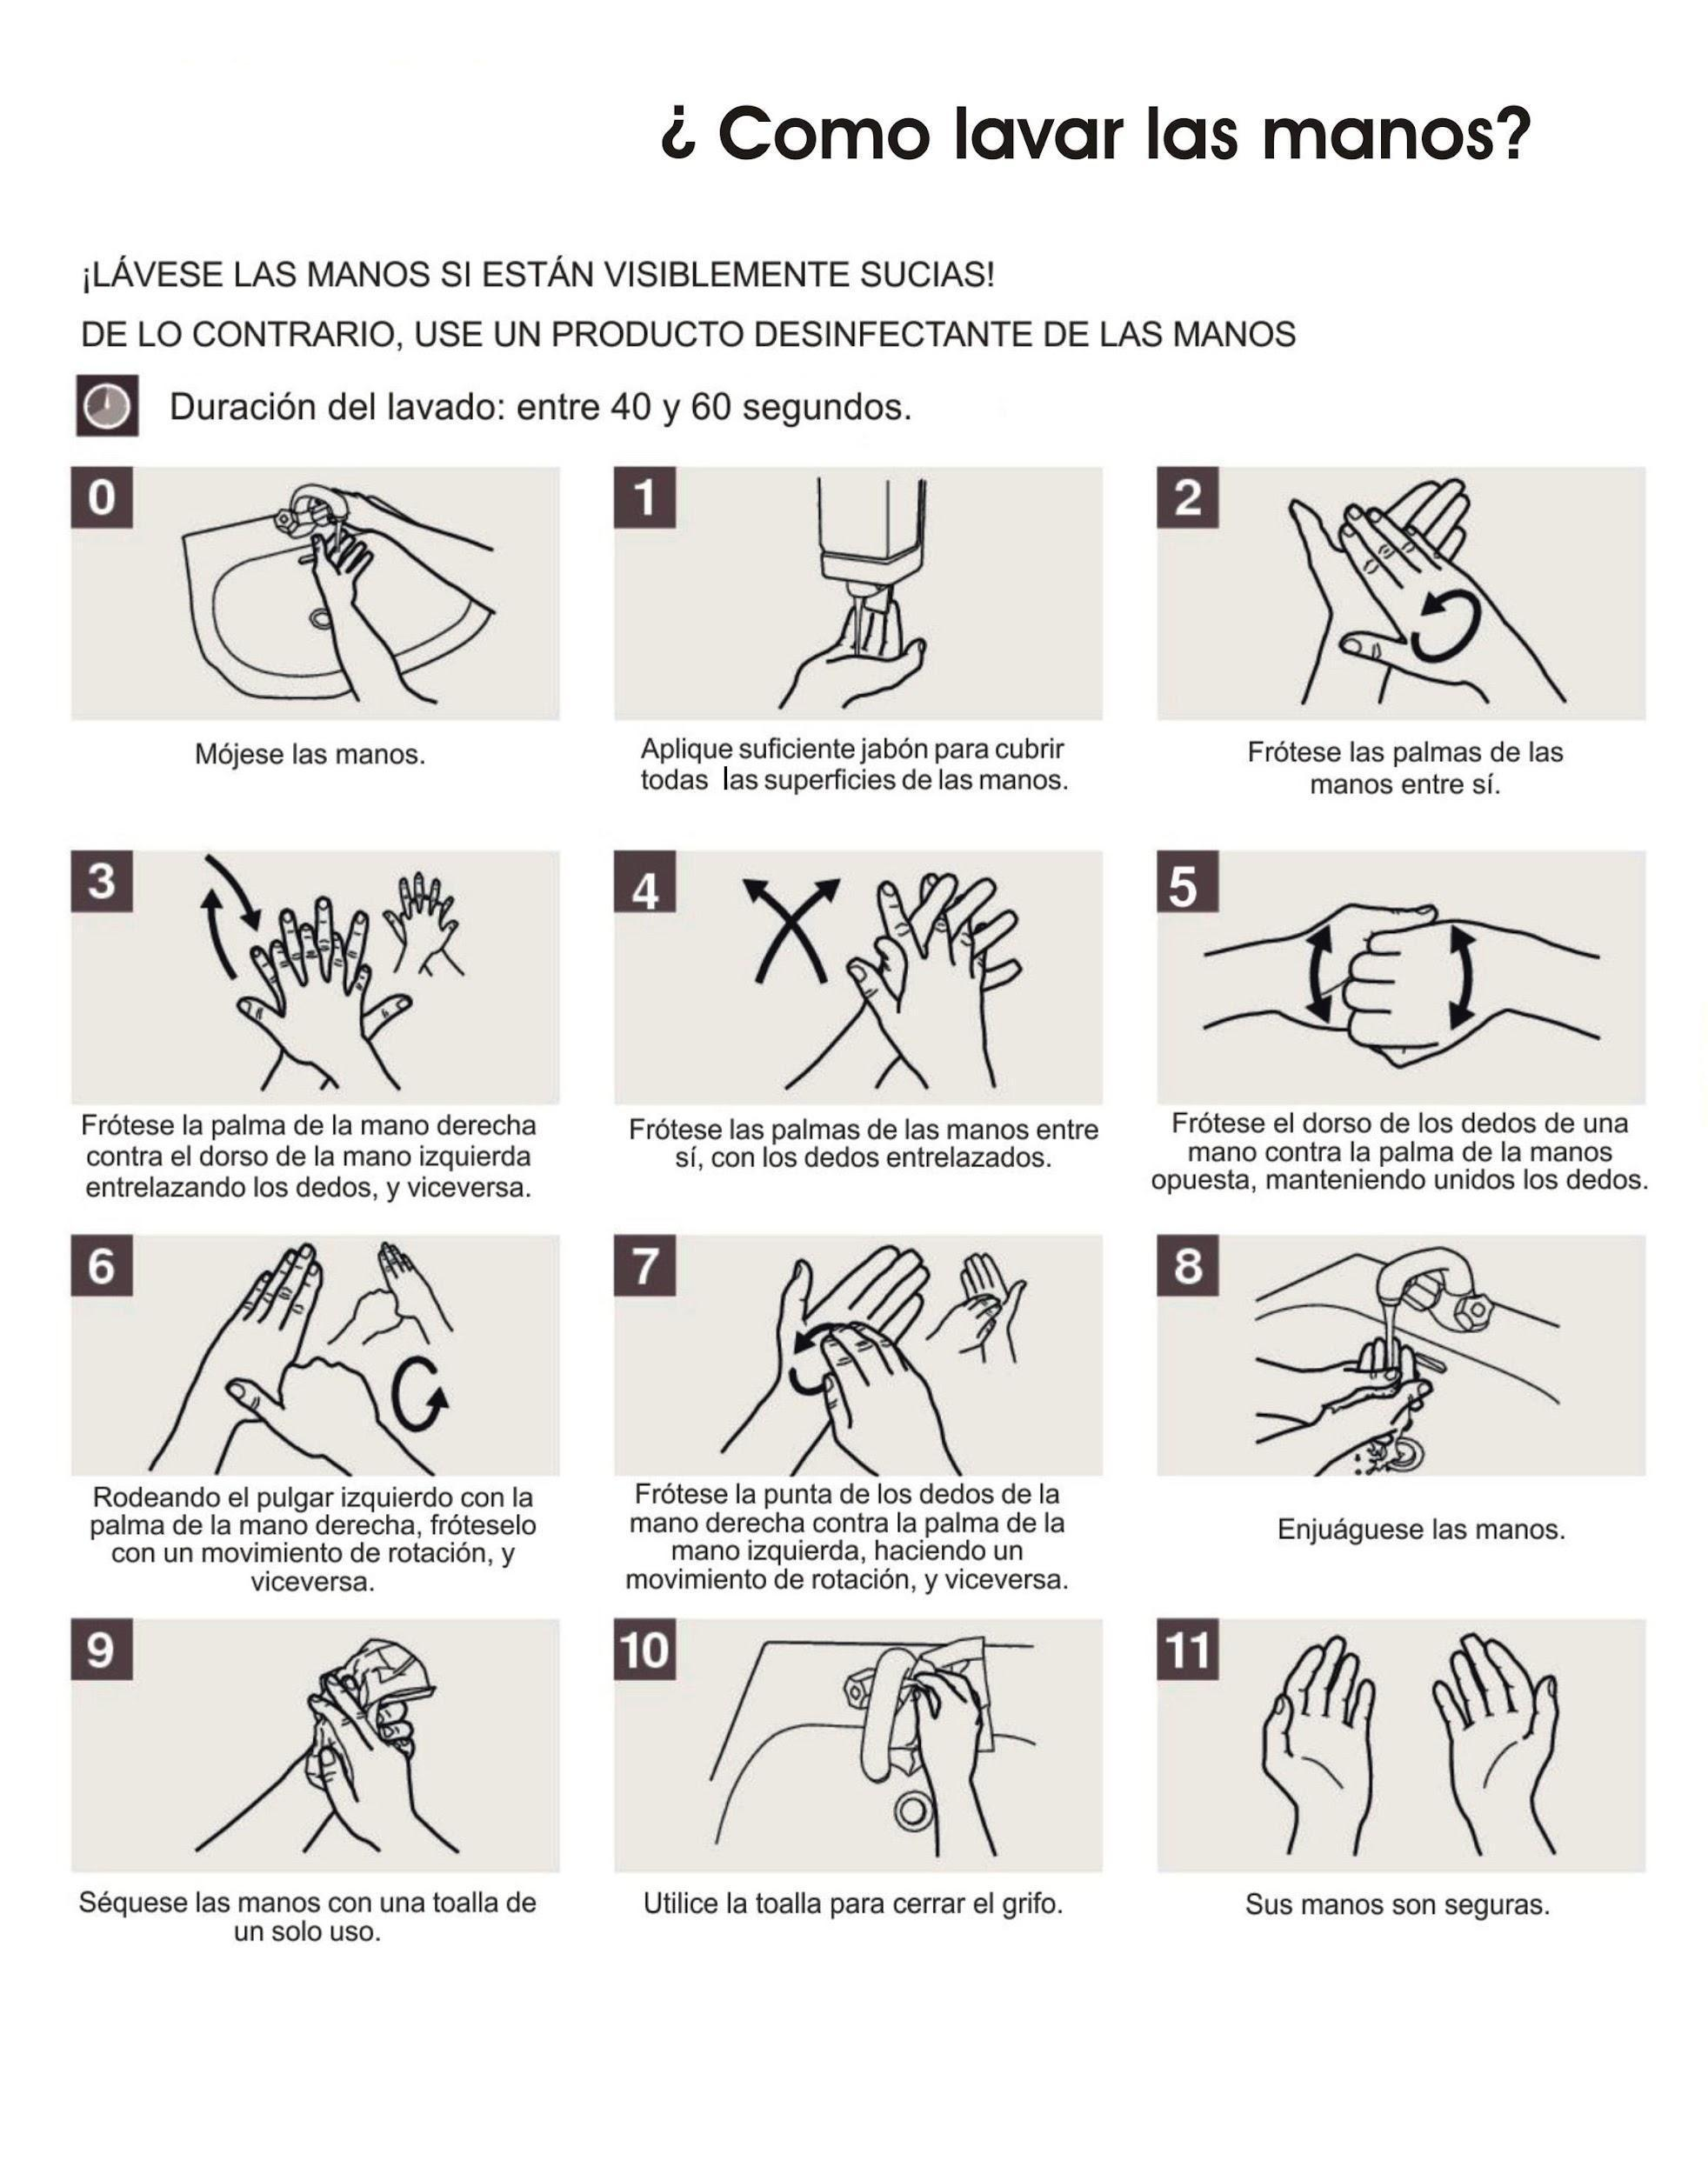 ¿ Como lavar las manos?
¡LÁVESE LAS MANOS SI ESTÁN VISIBLEMENTE SUCIAS!
DE LO CONTRARIO, USE UN PRODUCTO DESINFECTANTE DE LAS MANOS
Duración del lavado: entre 40 y 60 segundos.
0
Mójese las manos.
1
Aplique suficiente jabón para cubrir
todas las superficies de las manos.
2
Frótese las palmas de las
manos entre sí.
3
Frótese la palma de la mano derecha
contra el dorso de la mano izquierda
entrelazando los dedos, y viceversa.
4
Frótese las palmas de las manos entre
sí, con los dedos entrelazados.
5
Frótese el dorso de los dedos de una
mano contra la palma de la manos
opuesta, manteniendo unidos los dedos.
6
Rodeando el pulgar izquierdo con la
palma de la mano derecha, fróteselo
con un movimiento de rotación, y
viceversa.
7
Frótese la punta de los dedos de la
mano derecha contra la palma de la
mano izquierda, haciendo un
movimiento de rotación, y viceversa.
8
Enjuáguese las manos.
9
Séquese las manos con una toalla de
un solo uso.
10
Utilice la toalla para cerrar el grifo.
11
Sus manos son seguras.